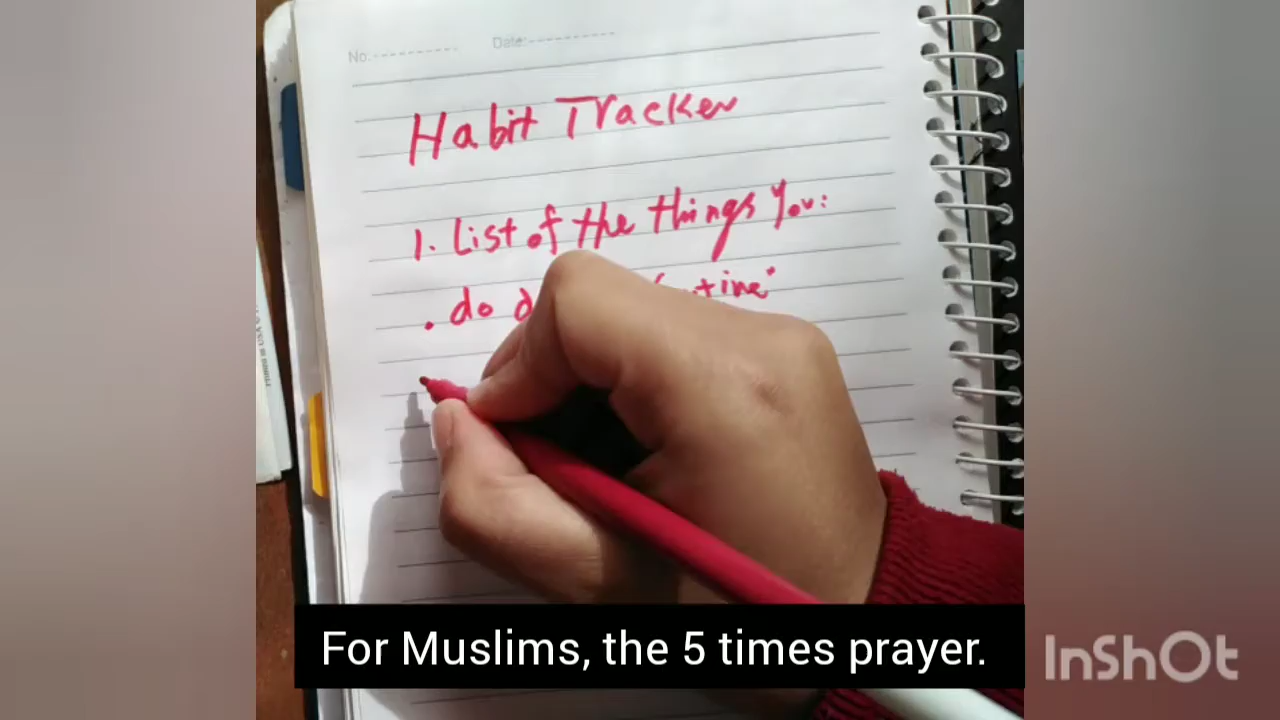 No:---------- Date:----------
Habit Tracker
1. List of the things You:
. do
For Muslims, the 5 times prayer.
InShOt